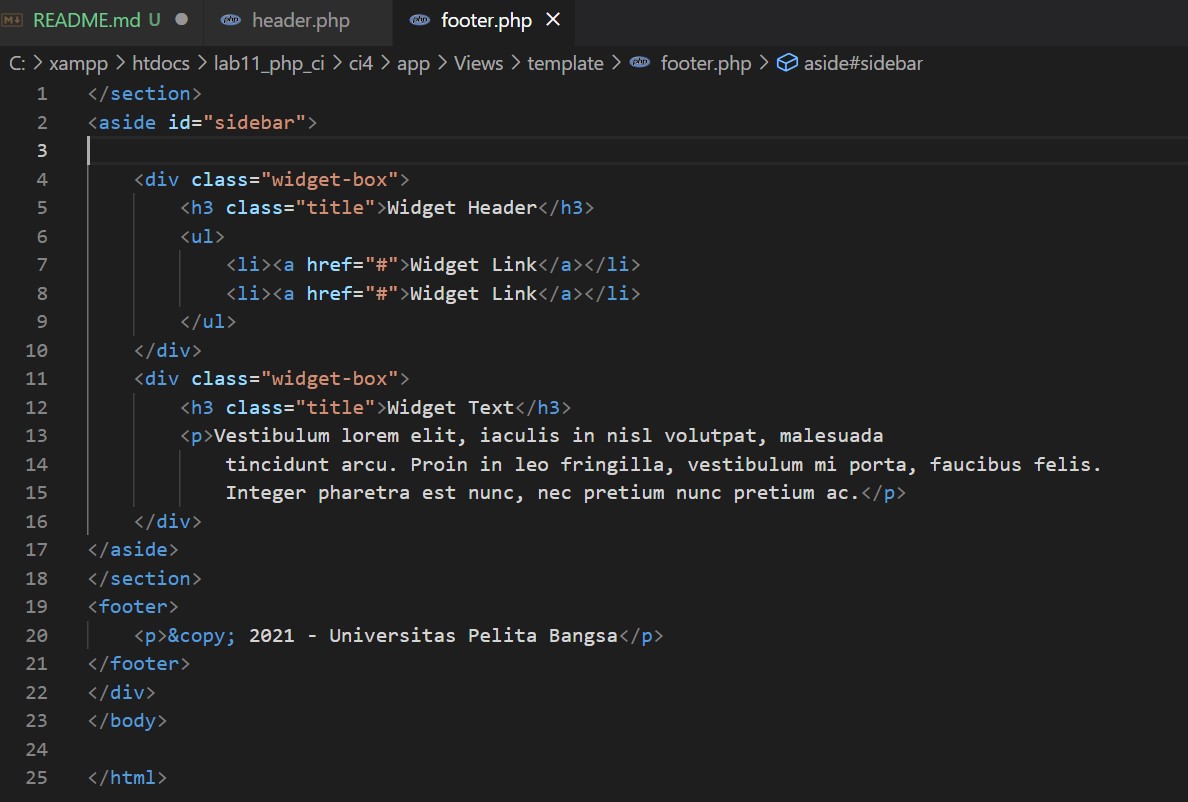 README.md U ● header.php footer.php ×
C: > xampp > htdocs > lab11_php_ci > ci4 > app > Views > template > footer.php > aside#sidebar
1 </section>
2 <aside id="sidebar">
3
4     <div class="widget-box">
5         <h3 class="title">Widget Header</h3>
6         <ul>
7             <li><a href="#">Widget Link</a></li>
8             <li><a href="#">Widget Link</a></li>
9         </ul>
10     </div>
11     <div class="widget-box">
12         <h3 class="title">Widget Text</h3>
13         <p>Vestibulum lorem elit, iaculis in nisl volutpat, malesuada
14             tincidunt arcu. Proin in leo fringilla, vestibulum mi porta, faucibus felis.
15             Integer pharetra est nunc, nec pretium nunc pretium ac.</p>
16     </div>
17 </aside>
18 </section>
19 <footer>
20     <p>&copy; 2021 - Universitas Pelita Bangsa</p>
21 </footer>
22 </div>
23 </body>
24
25 </html>